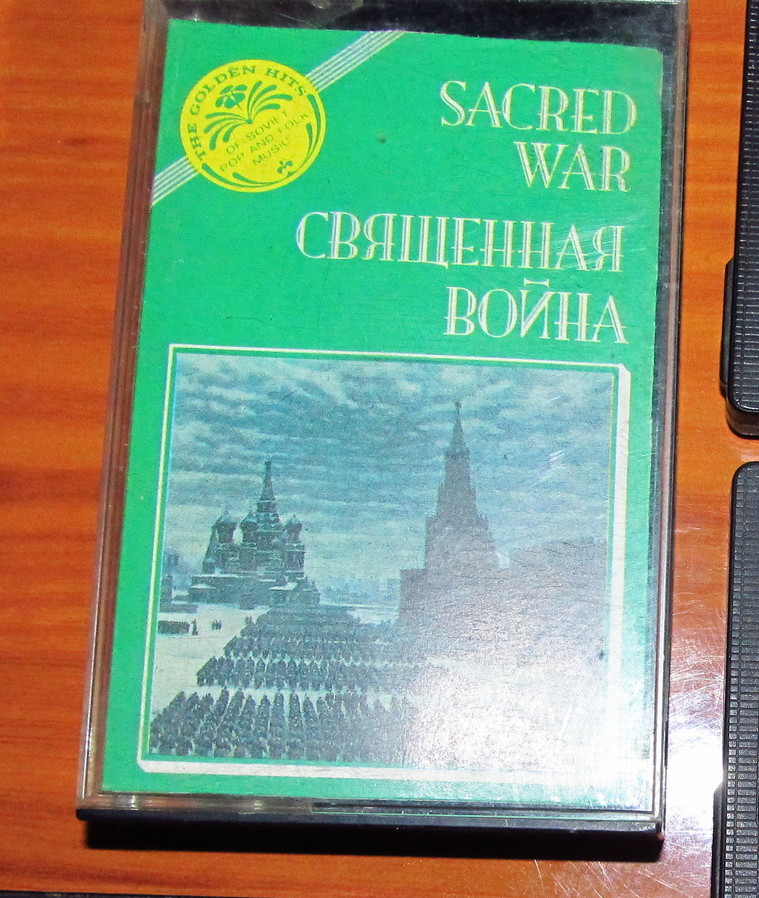 THE GOLDEN HITS
OF SOVIET
POP AND FOLK
MUSIC
SACRED
WAR
СВЯЩЕННАЯ
ВОЙНА